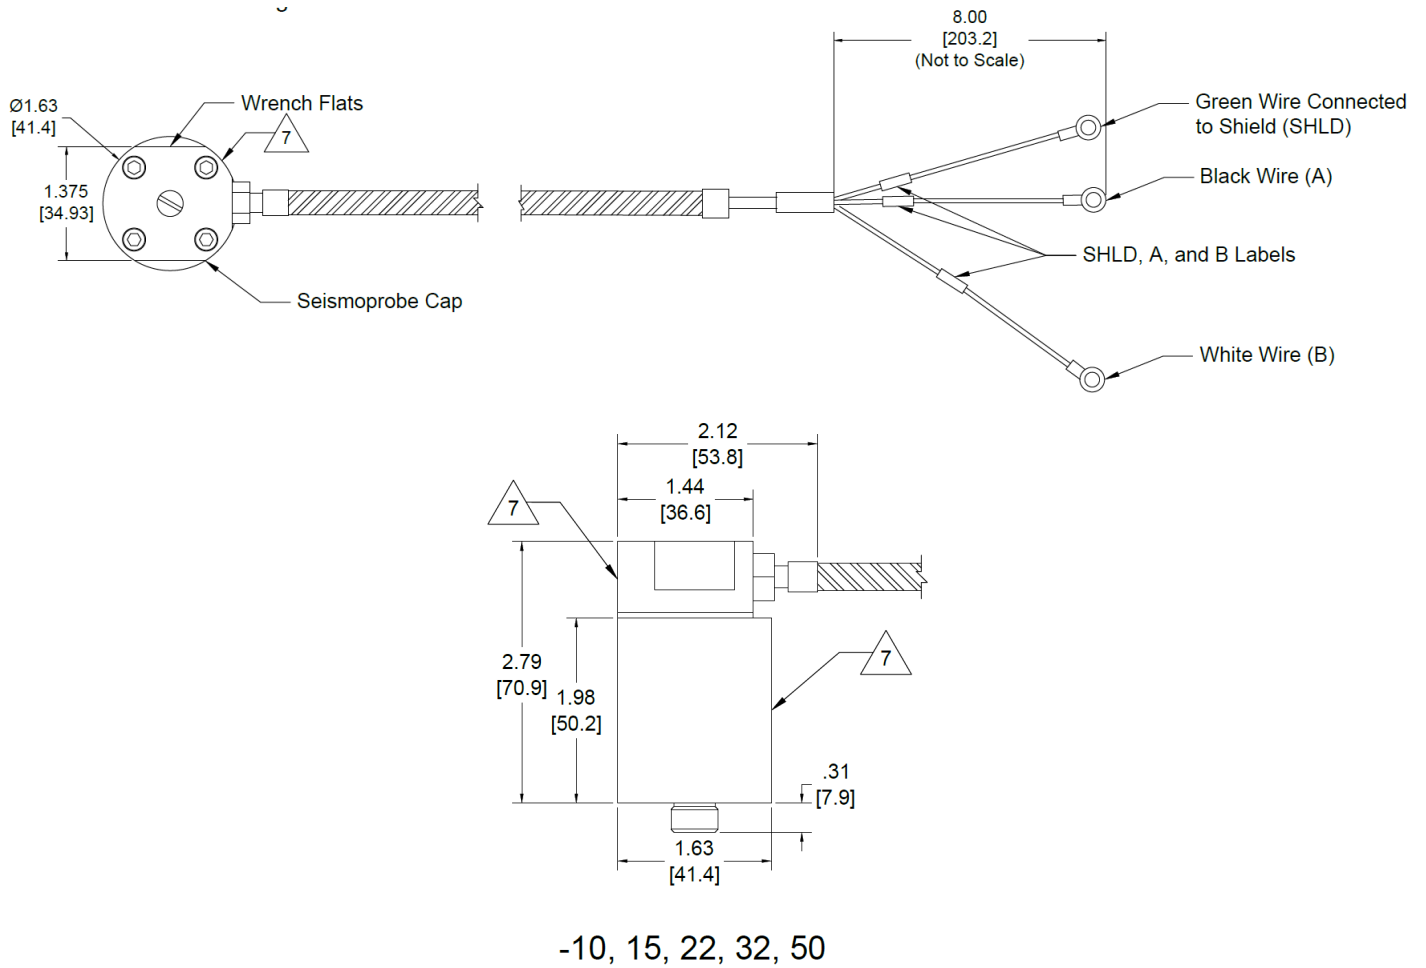 8.00
[203.2]
(Not to Scale)
Ø1.63
[41.4]
Wrench Flats
7
1.375
[34.93]
Green Wire Connected
to Shield (SHLD)
Black Wire (A)
SHLD, A, and B Labels
Seismoprobe Cap
White Wire (B)
2.12
[53.8]
1.44
[36.6]
7
2.79
[70.9]
1.98
[50.2]
7
.31
[7.9]
1.63
[41.4]
-10, 15, 22, 32, 50